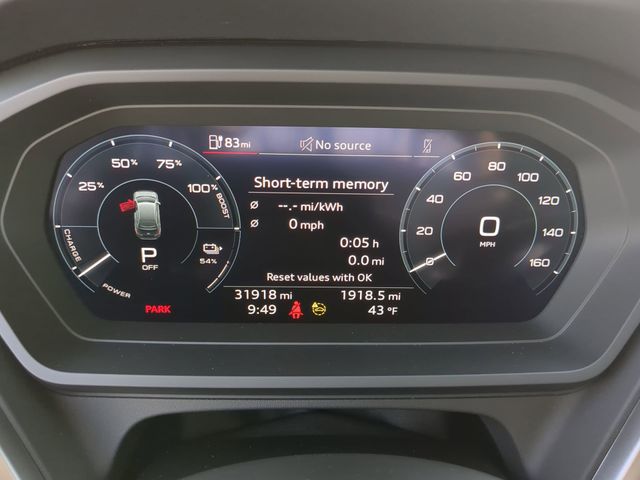 83 mi
No source
50%
75%
25%
100%
BOOST
CHARGE
P
OFF
54%
POWER
Short-term memory
Ø --.- mi/kWh
Ø 0 mph
0:05 h
0.0 mi
Reset values with OK
31918 mi
1918.5 mi
PARK
9:49
43 °F
0
20
40
60
80
100
120
140
160
0
MPH